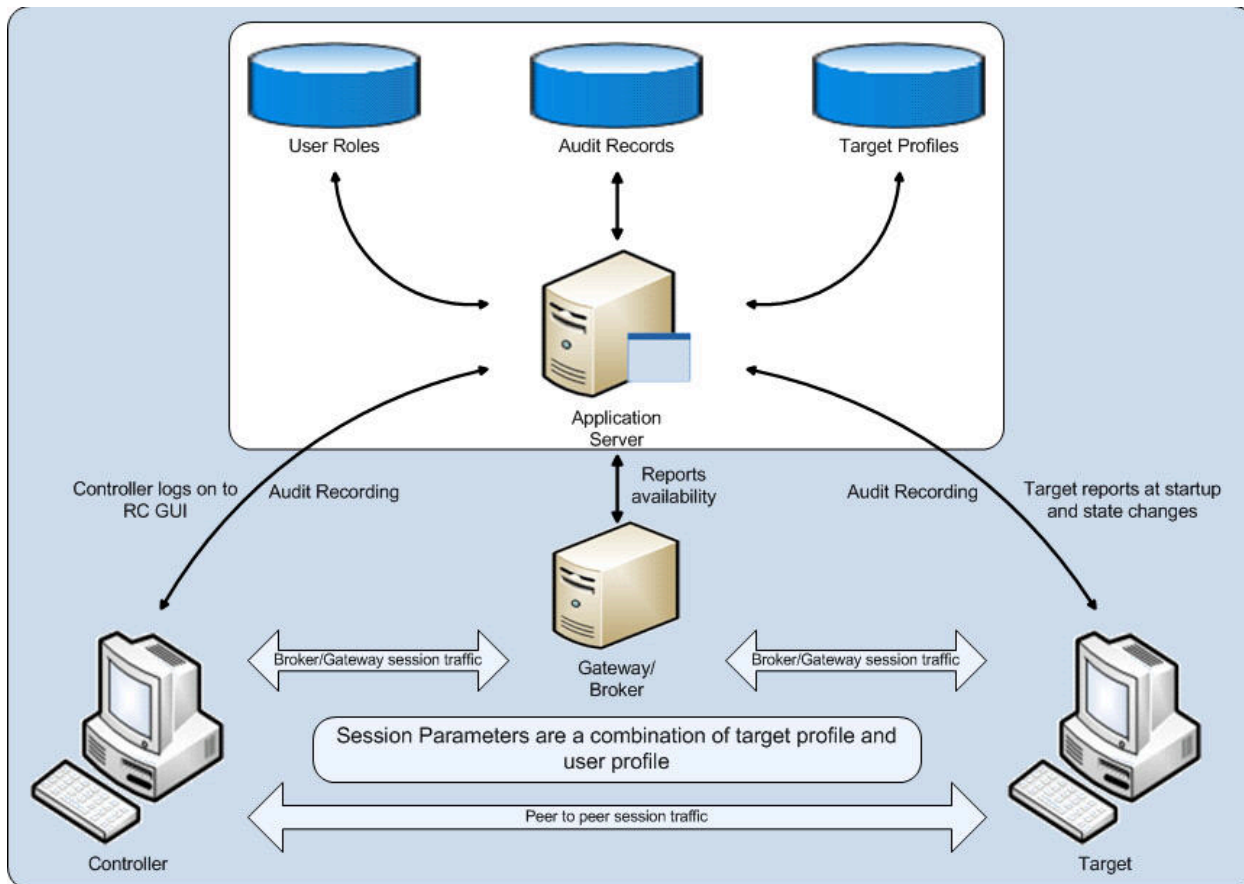 User Roles
Audit Records
Target Profiles
Application
Server
Controller logs on to
RC GUI
Audit Recording
Reports
availability
Audit Recording
Target reports at startup
and state changes
Broker/Gateway session traffic
Gateway/
Broker
Broker/Gateway session traffic
Session Parameters are a combination of target profile and
user profile
Peer to peer session traffic
Controller
Target